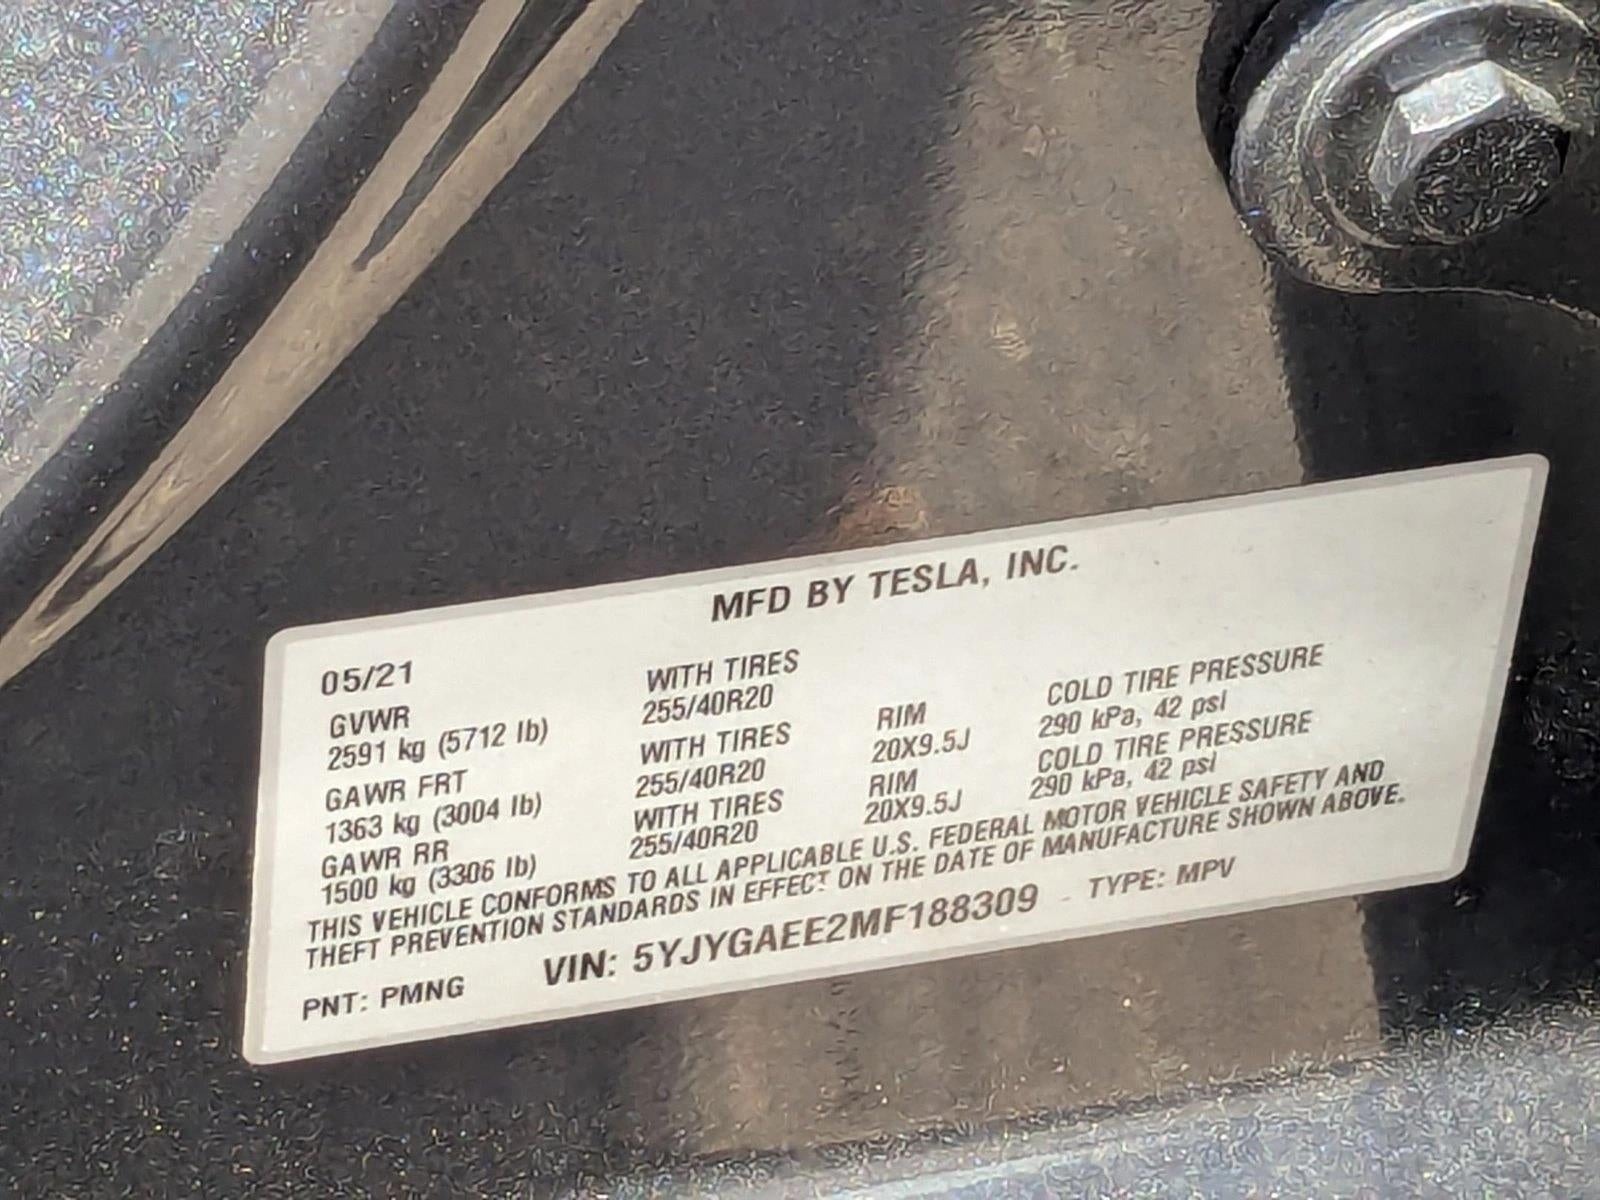 MFD BY TESLA, INC.
05/21
GVWR WITH TIRES
2591 kg (5712 lb) 255/40R20 RIM COLD TIRE PRESSURE
GAWR FRT WITH TIRES 20X9.5J 290 kPa, 42 psi
1363 kg (3004 lb) 255/40R20 RIM COLD TIRE PRESSURE
GAWR RR WITH TIRES 20X9.5J 290 kPa, 42 psi
1500 kg (3306 lb) 255/40R20
THIS VEHICLE CONFORMS TO ALL APPLICABLE U.S. FEDERAL MOTOR VEHICLE SAFETY AND
THEFT PREVENTION STANDARDS IN EFFECT ON THE DATE OF MANUFACTURE SHOWN ABOVE.
PNT: PMNG VIN: 5YJYGAEE2MF188309 TYPE: MPV